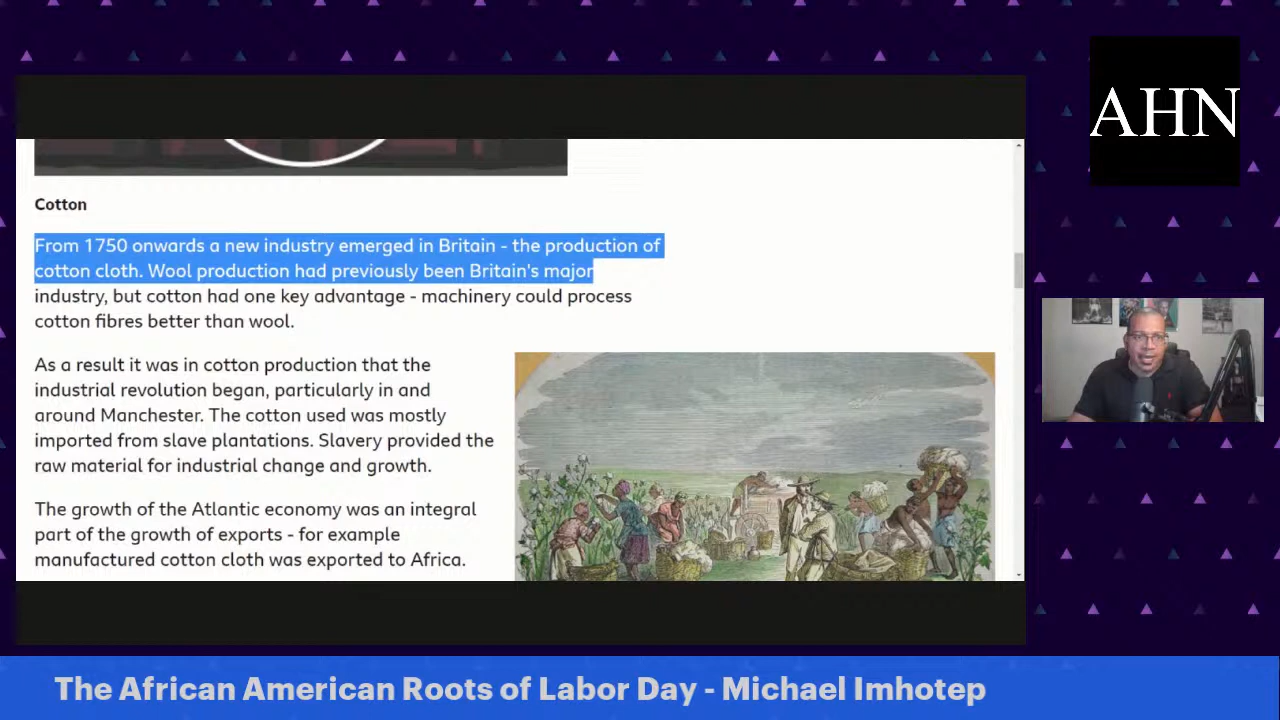 AHN
Cotton
From 1750 onwards a new industry emerged in Britain - the production of
cotton cloth. Wool production had previously been Britain's major
industry, but cotton had one key advantage - machinery could process
cotton fibres better than wool.
As a result it was in cotton production that the
industrial revolution began, particularly in and
around Manchester. The cotton used was mostly
imported from slave plantations. Slavery provided the
raw material for industrial change and growth.
The growth of the Atlantic economy was an integral
part of the growth of exports - for example
manufactured cotton cloth was exported to Africa.
The African American Roots of Labor Day - Michael Imhotep